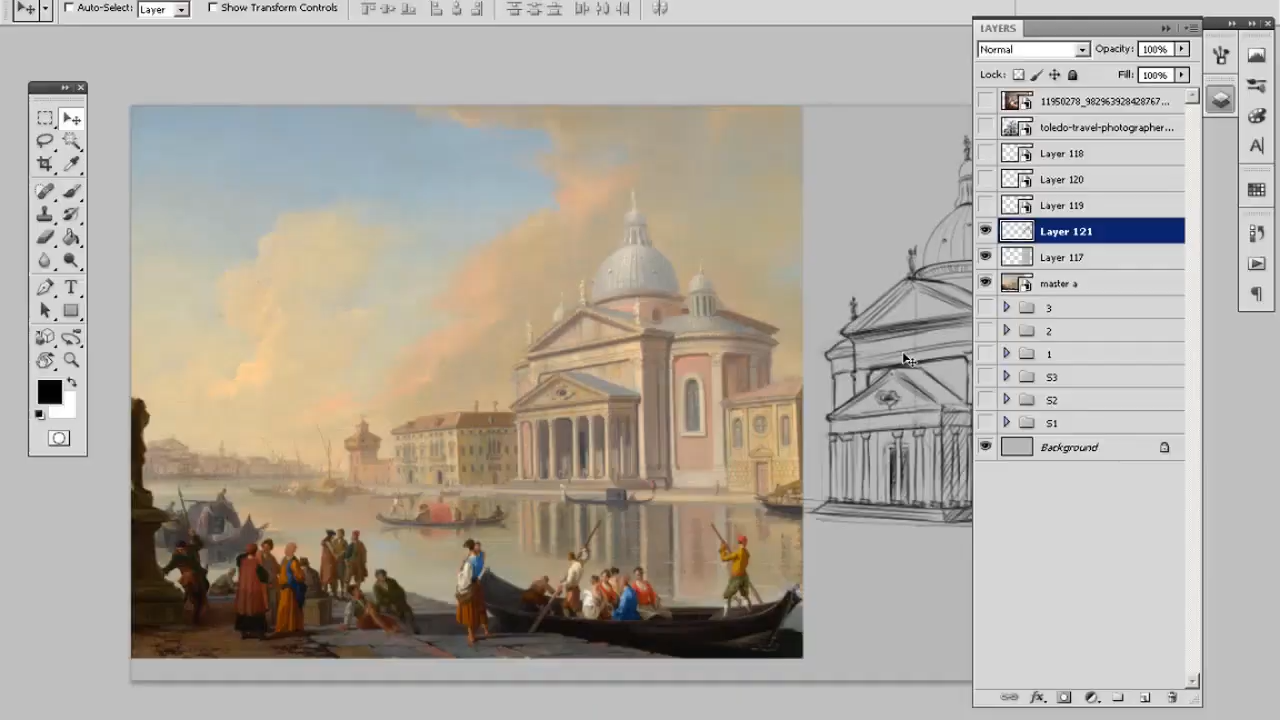 Auto-Select: Layer Show Transform Controls
LAYERS
Normal Opacity: 100%
Lock: Fill: 100%
11950278_982963928428767...
toledo-travel-photographer...
Layer 118
Layer 120
Layer 119
Layer 121
Layer 117
master a
3
2
1
S3
S2
S1
Background